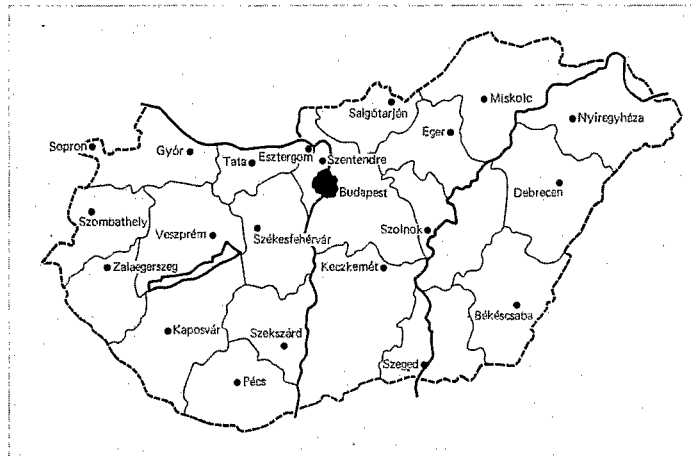 Salgótarján
Miskolc
Nyíregyháza
Eger
Sopron
Győr
Tata
Esztergom
Szentendre
Budapest
Debrecen
Szombathely
Veszprém
Székesfehérvár
Szolnok
Zalaegerszeg
Keczkemét
Kaposvár
Szekszárd
Békéscsaba
Szeged
Pécs